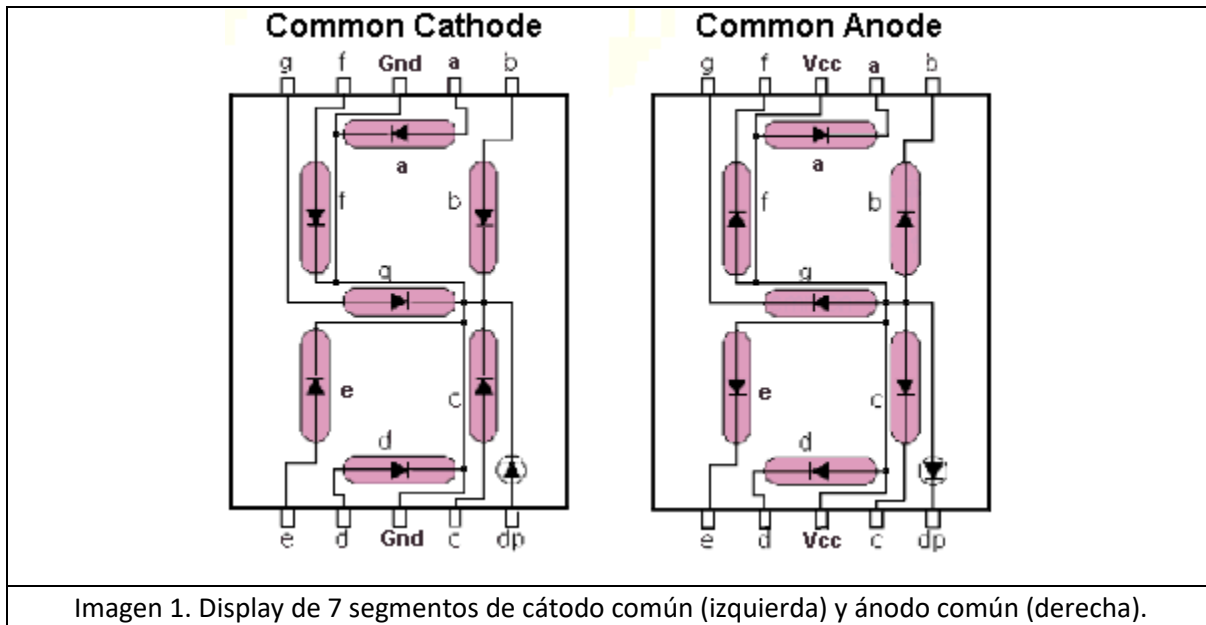 Common Cathode Common Anode
g f Gnd a b g f Vcc a b
a a
f b f b
g g
e c e c
d d
e d Gnd c dp e d Vcc c dp
Imagen 1. Display de 7 segmentos de cátodo común (izquierda) y ánodo común (derecha).